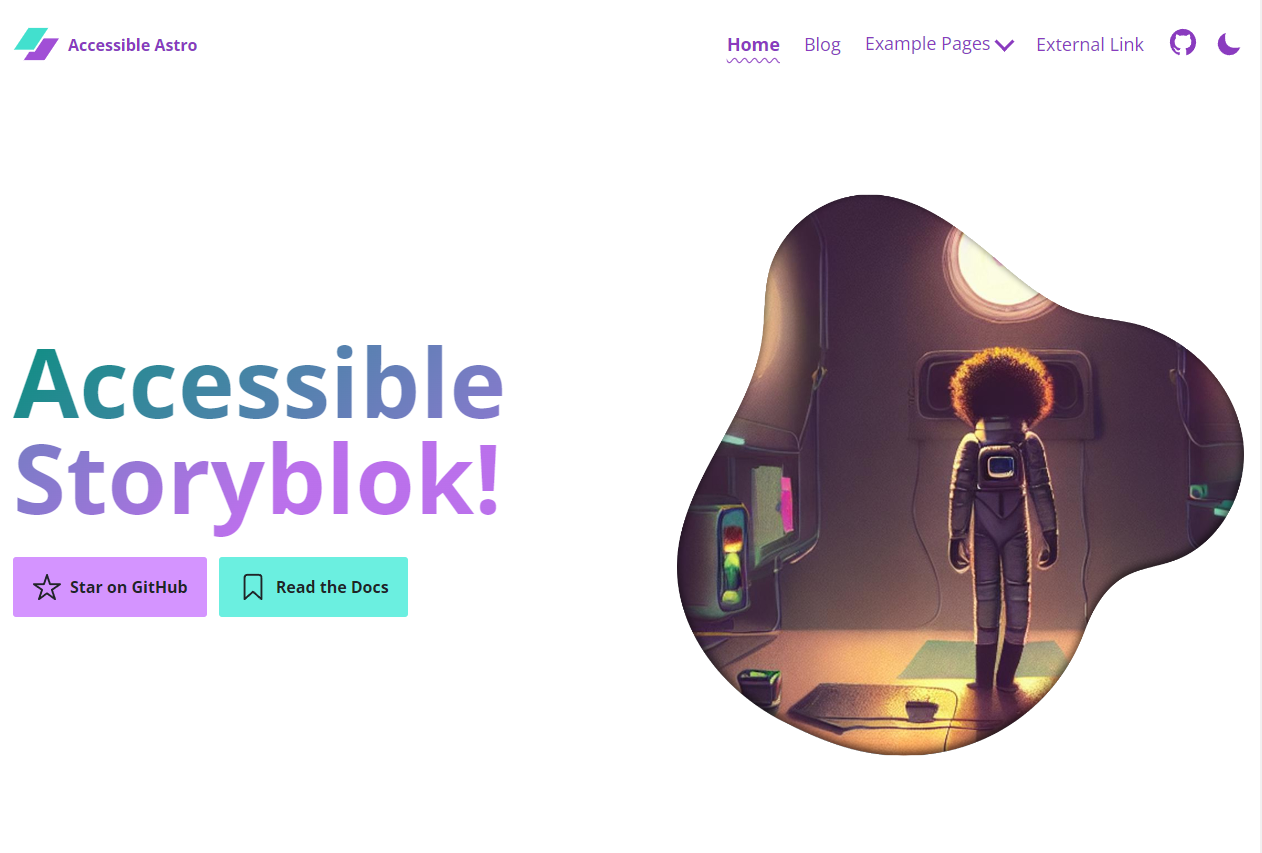 Accessible Astro
Home
Blog
Example Pages
External Link
Accessible
Storyblok!
Star on GitHub
Read the Docs